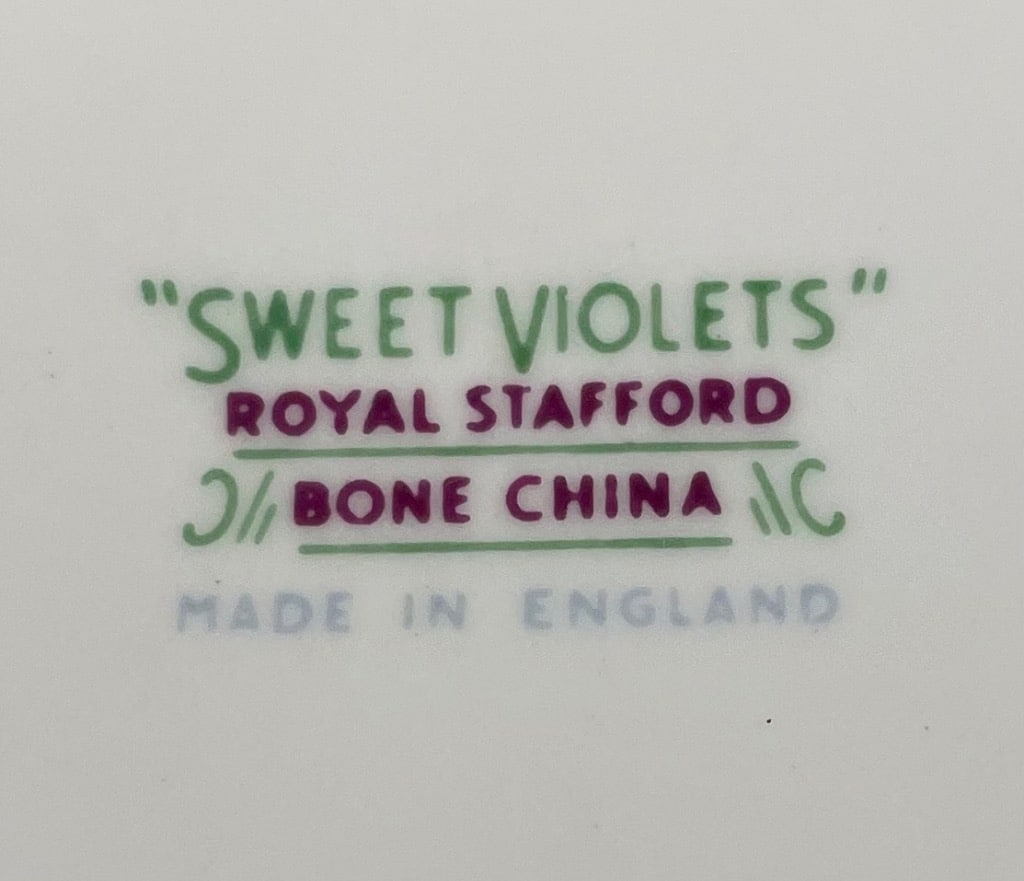 "SWEET VIOLETS"
ROYAL STAFFORD
BONE CHINA
MADE IN ENGLAND